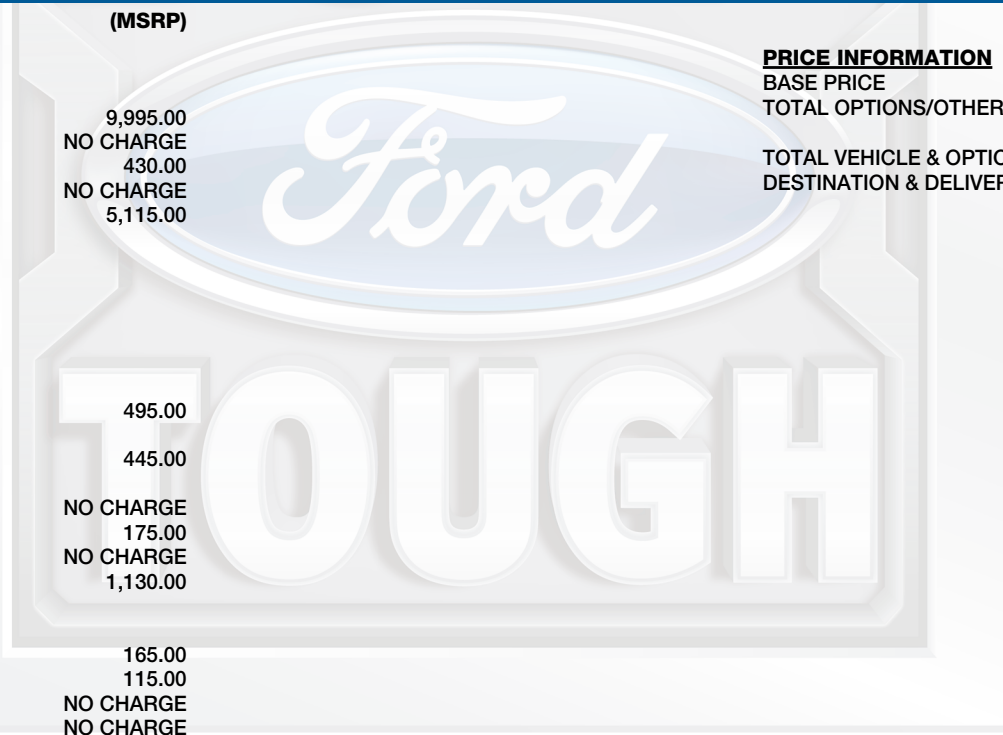 (MSRP)
9,995.00
NO CHARGE
430.00
NO CHARGE
5,115.00
495.00
445.00
NO CHARGE
175.00
NO CHARGE
1,130.00
165.00
115.00
NO CHARGE
NO CHARGE
PRICE INFORMATION
BASE PRICE
TOTAL OPTIONS/OTHER
TOTAL VEHICLE & OPTIO
DESTINATION & DELIVER
Ford
TOUGH